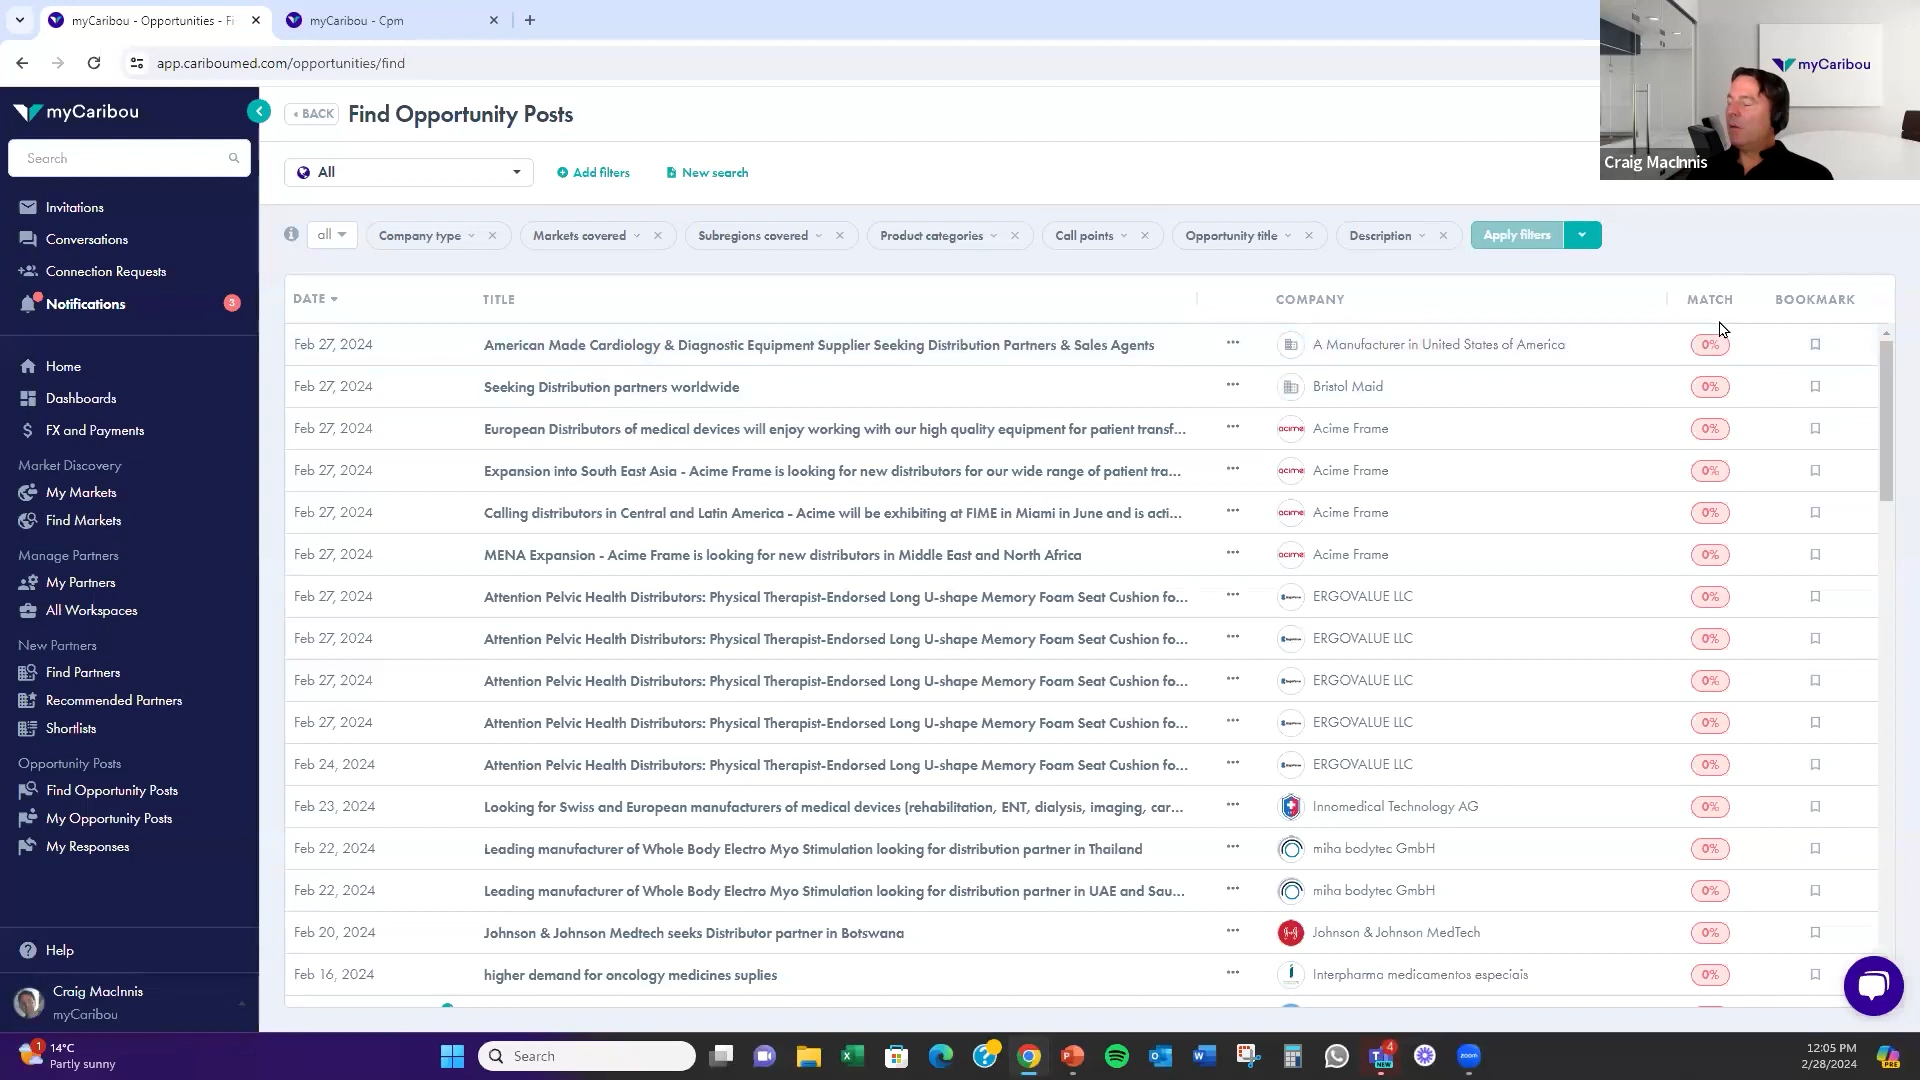 myCaribou - Opportunities - Fi
myCaribou - Cpm
app.cariboumed.com/opportunities/find
myCaribou
Craig MacInnis
myCaribou
Search
Invitations
Conversations
Connection Requests
Notifications
3
Home
Dashboards
FX and Payments
Market Discovery
My Markets
Find Markets
Manage Partners
My Partners
All Workspaces
New Partners
Find Partners
Recommended Partners
Shortlists
Opportunity Posts
Find Opportunity Posts
My Opportunity Posts
My Responses
Help
Craig MacInnis
myCaribou
BACK
Find Opportunity Posts
All
Add filters
New search
all
Company type
Markets covered
Subregions covered
Product categories
Call points
Opportunity title
Description
Apply filters
DATE TITLE COMPANY MATCH BOOKMARK
Feb 27, 2024 American Made Cardiology & Diagnostic Equipment Supplier Seeking Distribution Partners & Sales Agents ... A Manufacturer in United States of America 0%
Feb 27, 2024 Seeking Distribution partners worldwide ... Bristol Maid 0%
Feb 27, 2024 European Distributors of medical devices will enjoy working with our high quality equipment for patient transf... ... acime Acime Frame 0%
Feb 27, 2024 Expansion into South East Asia - Acime Frame is looking for new distributors for our wide range of patient tra... ... acime Acime Frame 0%
Feb 27, 2024 Calling distributors in Central and Latin America - Acime will be exhibiting at FIME in Miami in June and is acti... ... acime Acime Frame 0%
Feb 27, 2024 MENA Expansion - Acime Frame is looking for new distributors in Middle East and North Africa ... acime Acime Frame 0%
Feb 27, 2024 Attention Pelvic Health Distributors: Physical Therapist-Endorsed Long U-shape Memory Foam Seat Cushion fo... ... ERGOVALUE LLC 0%
Feb 27, 2024 Attention Pelvic Health Distributors: Physical Therapist-Endorsed Long U-shape Memory Foam Seat Cushion fo... ... ERGOVALUE LLC 0%
Feb 27, 2024 Attention Pelvic Health Distributors: Physical Therapist-Endorsed Long U-shape Memory Foam Seat Cushion fo... ... ERGOVALUE LLC 0%
Feb 27, 2024 Attention Pelvic Health Distributors: Physical Therapist-Endorsed Long U-shape Memory Foam Seat Cushion fo... ... ERGOVALUE LLC 0%
Feb 24, 2024 Attention Pelvic Health Distributors: Physical Therapist-Endorsed Long U-shape Memory Foam Seat Cushion fo... ... ERGOVALUE LLC 0%
Feb 23, 2024 Looking for Swiss and European manufacturers of medical devices (rehabilitation, ENT, dialysis, imaging, car... ... Innomedical Technology AG 0%
Feb 22, 2024 Leading manufacturer of Whole Body Electro Myo Stimulation looking for distribution partner in Thailand ... miha bodytec GmbH 0%
Feb 22, 2024 Leading manufacturer of Whole Body Electro Myo Stimulation looking for distribution partner in UAE and Sau... ... miha bodytec GmbH 0%
Feb 20, 2024 Johnson & Johnson Medtech seeks Distributor partner in Botswana ... Johnson & Johnson MedTech 0%
Feb 16, 2024 higher demand for oncology medicines suplies ... Interpharma medicamentos especiais 0%
1
14°C
Partly sunny
Search
4
NEW
zoom
12:05 PM
2/28/2024
PRE